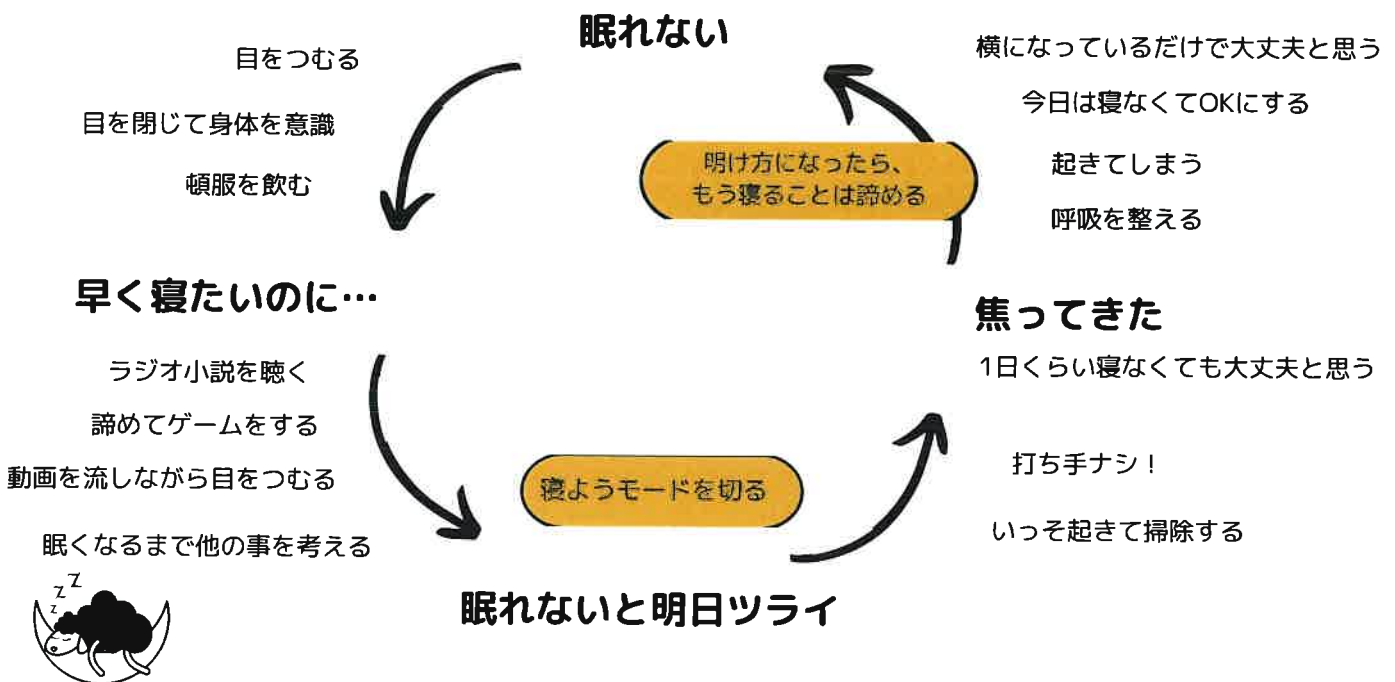 眠れない
目をつむる
目を閉じて身体を意識
頓服を飲む
早く寝たいのに…
ラジオ小説を聴く
諦めてゲームをする
動画を流しながら目をつむる
眠くなるまで他の事を考える
z z z
寝ようモードを切る
眠れないと明日ツライ
焦ってきた
1日くらい寝なくても大丈夫と思う
打ち手ナシ！
いっそ起きて掃除する
横になっているだけで大丈夫と思う
今日は寝なくてOKにする
起きてしまう
呼吸を整える
明け方になったら、
もう寝ることは諦める